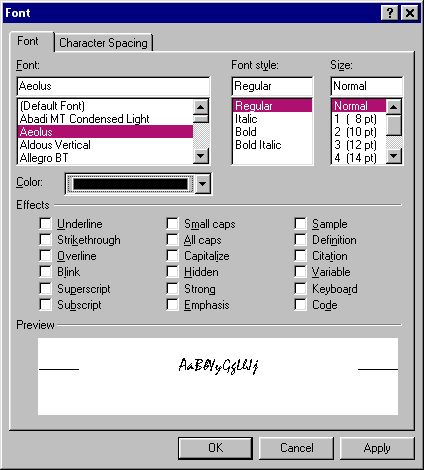 Font
Font Character Spacing
Font: Font style: Size:
Aeolus Regular Normal
(Default Font) Regular Normal
Abadi MT Condensed Light Italic 1 ( 8 pt)
Aeolus Bold 2 (10 pt)
Aldous Vertical Bold Italic 3 (12 pt)
Allegro BT 4 (14 pt)
Color:
Effects
Underline Small caps Sample
Strikethrough All caps Definition
Overline Capitalize Citation
Blink Hidden Variable
Superscript Strong Keyboard
Subscript Emphasis Code
Preview
OK Cancel Apply